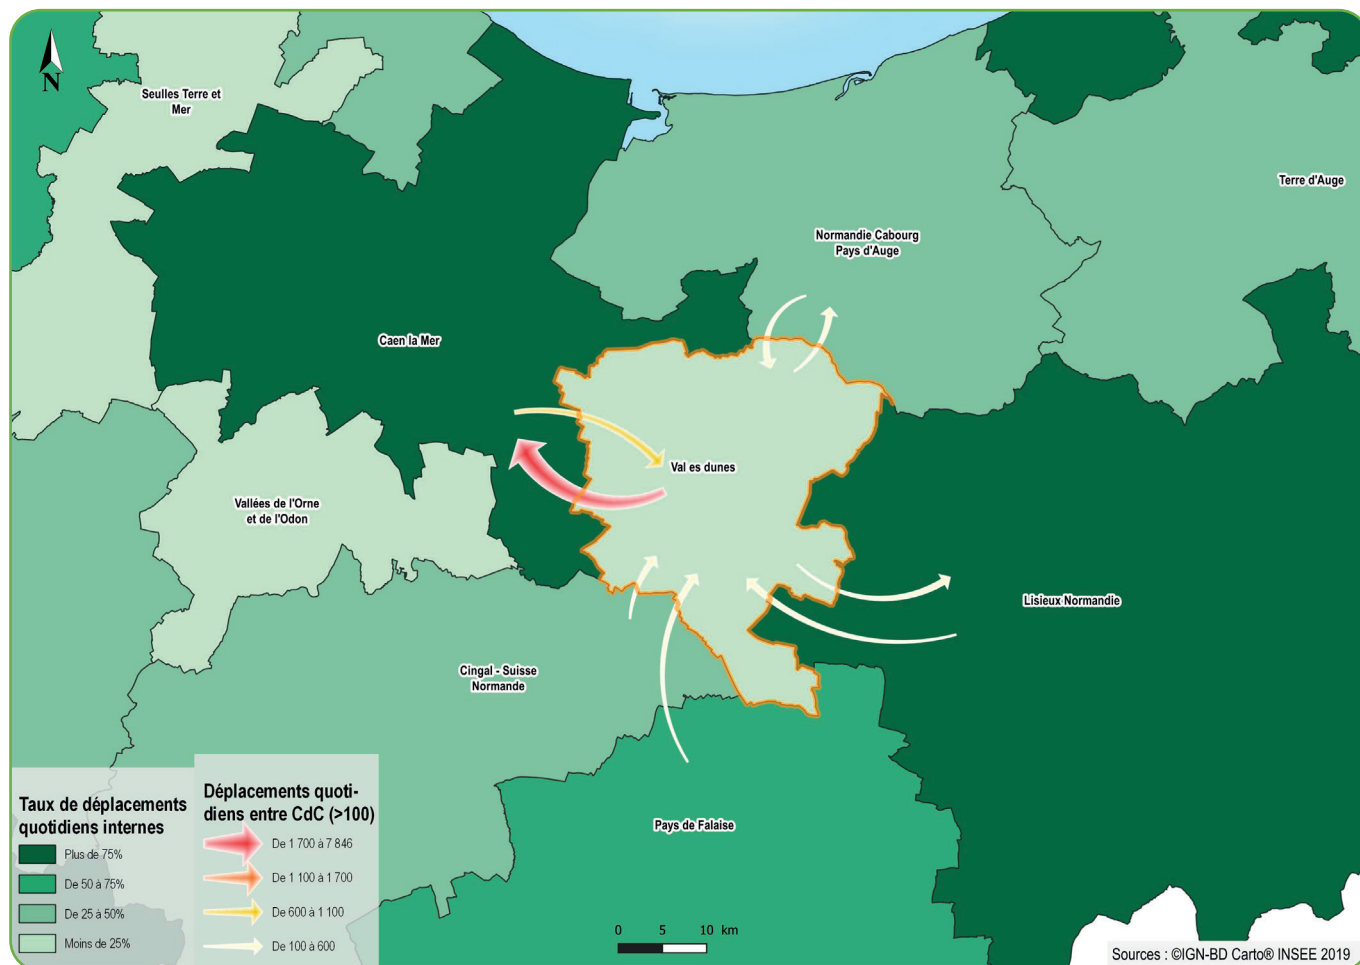 N
Seulles Terre et
Mer
Terre d'Auge
Normandie Cabourg
Pays d'Auge
Caen la Mer
Val es dunes
Vallées de l'Orne
et de l'Odon
Lisieux Normandie
Cingal - Suisse
Normande
Pays de Falaise
Taux de déplacements
quotidiens internes
Plus de 75%
De 50 à 75%
De 25 à 50%
Moins de 25%
Déplacements quoti-
diens entre CdC (>100)
De 1 700 à 7 846
De 1 100 à 1 700
De 600 à 1 100
De 100 à 600
0 5 10 km
Sources : ©IGN-BD Carto® INSEE 2019